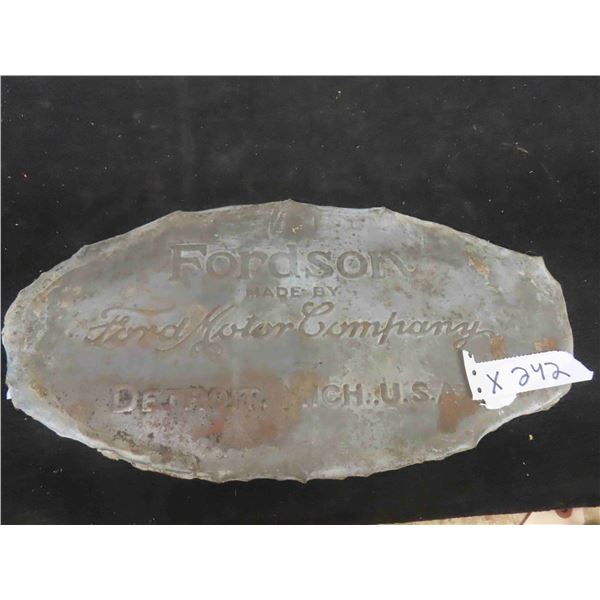 Fordson
MADE BY
Ford Motor Company
DETROIT, MICH., U.S.A.
X 242